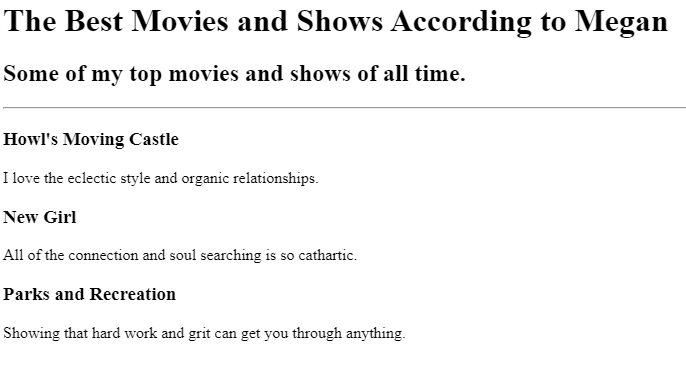 The Best Movies and Shows According to Megan
Some of my top movies and shows of all time.
Howl's Moving Castle
I love the eclectic style and organic relationships.
New Girl
All of the connection and soul searching is so cathartic.
Parks and Recreation
Showing that hard work and grit can get you through anything.